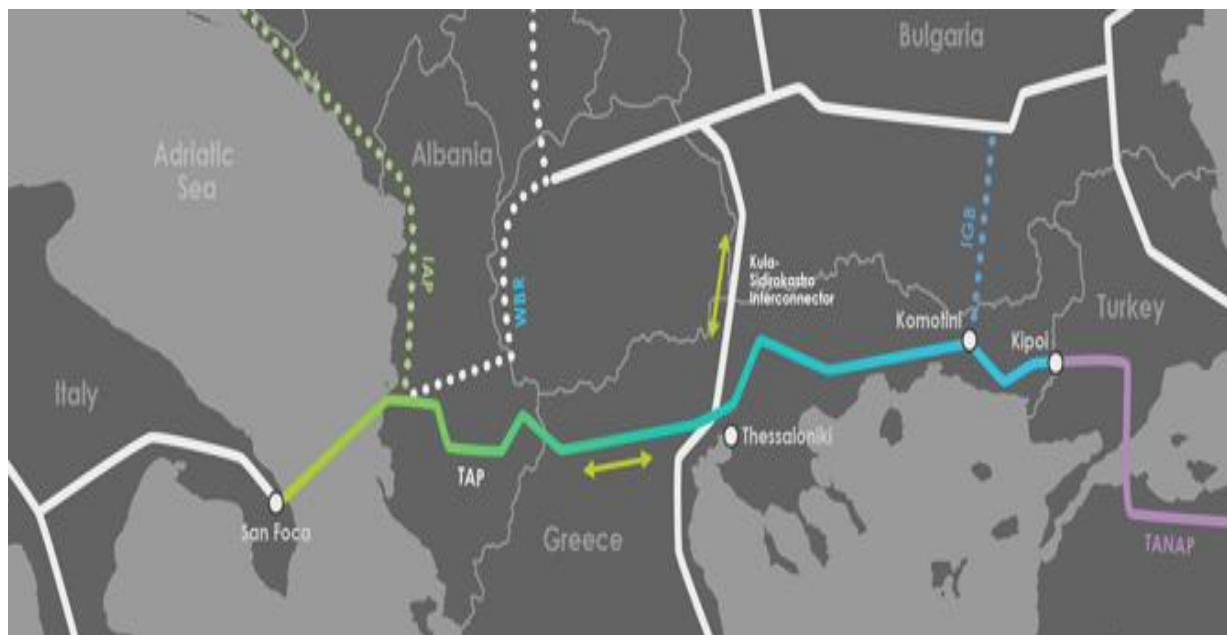 Bulgaria
Adriatic
Sea
Albania
IAP
WBR
Kula-
Sidirokastro
Interconnector
IGB
Komotini
Kipoi
Turkey
Italy
San Foca
TAP
Thessaloniki
Greece
TANAP